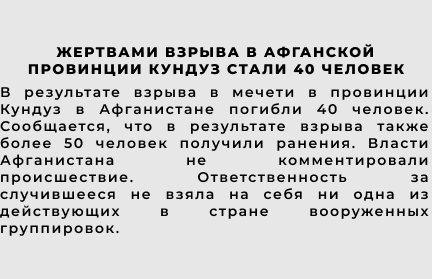 ЖЕРТВАМИ ВЗРЫВА В АФГАНСКОЙ
ПРОВИНЦИИ КУНДУЗ СТАЛИ 40 ЧЕЛОВЕК
В результате взрыва в мечети в провинции
Кундуз в Афганистане погибли 40 человек.
Сообщается, что в результате взрыва также
более 50 человек получили ранения. Власти
Афганистана не комментировали
происшествие. Ответственность за
случившееся не взяла на себя ни одна из
действующих в стране вооруженных
группировок.